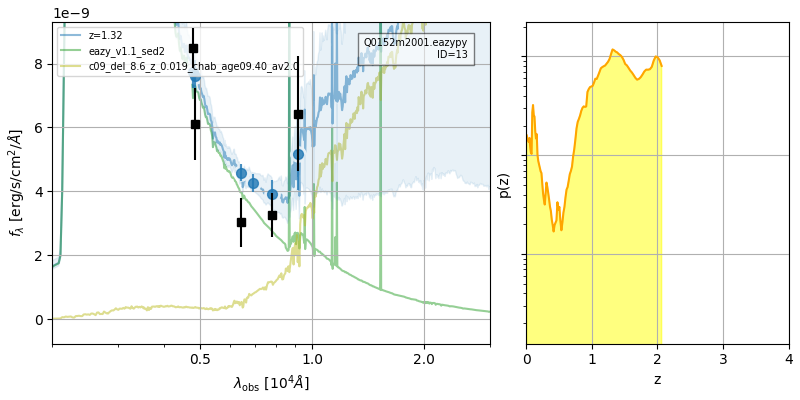 1e−9
z=1.32
eazy_v1.1_sed2
c09_del_8.6_z_0.019_chab_age09.40_av2.0
Q0152m2001.eazypy
ID=13
8
6
4
2
0
f_λ [erg/s/cm²/Å]
0.5
1.0
2.0
λ_obs [10⁴Å]
p(z)
0
1
2
3
4
z